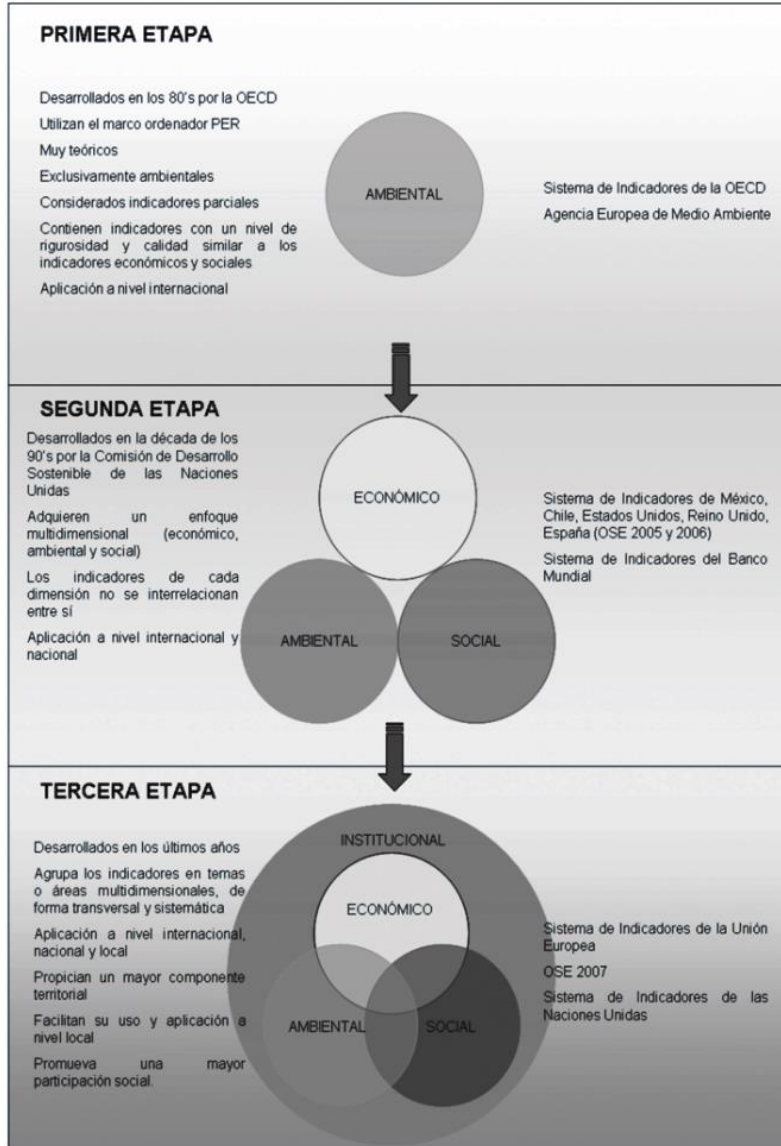 PRIMERA ETAPA
Desarrollados en los 80's por la OECD
Utilizan el marco ordenador PER
Muy teóricos
Exclusivamente ambientales
Considerados indicadores parciales
Contienen indicadores con un nivel de
rigurosidad y calidad similar a los
indicadores económicos y sociales
Aplicación a nivel internacional
AMBIENTAL
Sistema de Indicadores de la OECD
Agencia Europea de Medio Ambiente
SEGUNDA ETAPA
Desarrollados en la década de los
90's por la Comisión de Desarrollo
Sostenible de las Naciones
Unidas
Adquieren un enfoque
multidimensional (económico,
ambiental y social)
Los indicadores de cada
dimensión no se interrelacionan
entre sí
Aplicación a nivel internacional y
nacional
ECONÓMICO
AMBIENTAL
SOCIAL
Sistema de Indicadores de México,
Chile, Estados Unidos, Reino Unido,
España (OSE 2005 y 2006)
Sistema de Indicadores del Banco
Mundial
TERCERA ETAPA
Desarrollados en los últimos años
Agrupa los indicadores en temas
o áreas multidimensionales, de
forma transversal y sistemática
Aplicación a nivel internacional,
nacional y local
Propician un mayor componente
territorial
Facilitan su uso y aplicación a
nivel local
Promueva una mayor
participación social.
INSTITUCIONAL
ECONÓMICO
AMBIENTAL
SOCIAL
Sistema de Indicadores de la Unión
Europea
OSE 2007
Sistema de Indicadores de las
Naciones Unidas